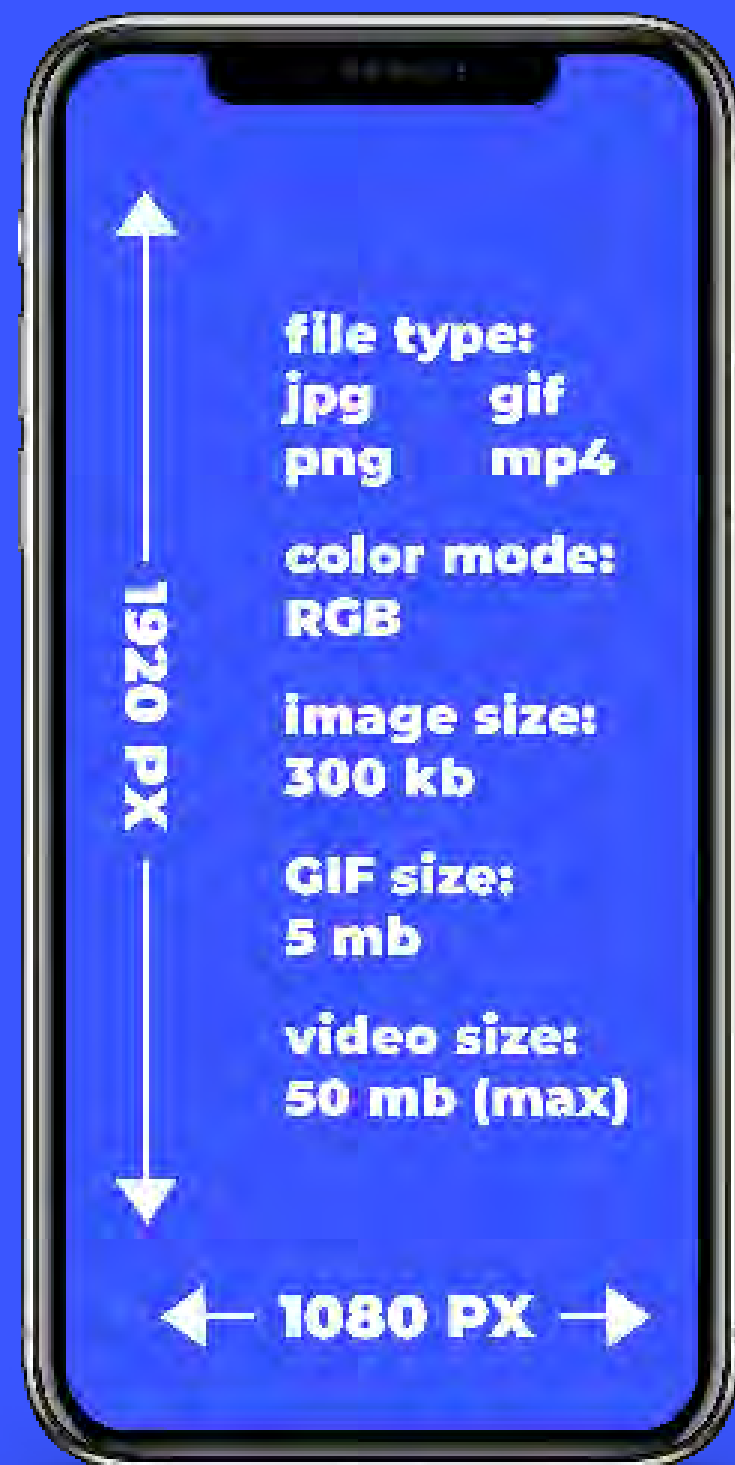 file type:
jpg gif
png mp4
color mode:
RGB
image size:
300 kb
GIF size:
5 mb
video size:
50 mb (max)
1920 PX
1080 PX